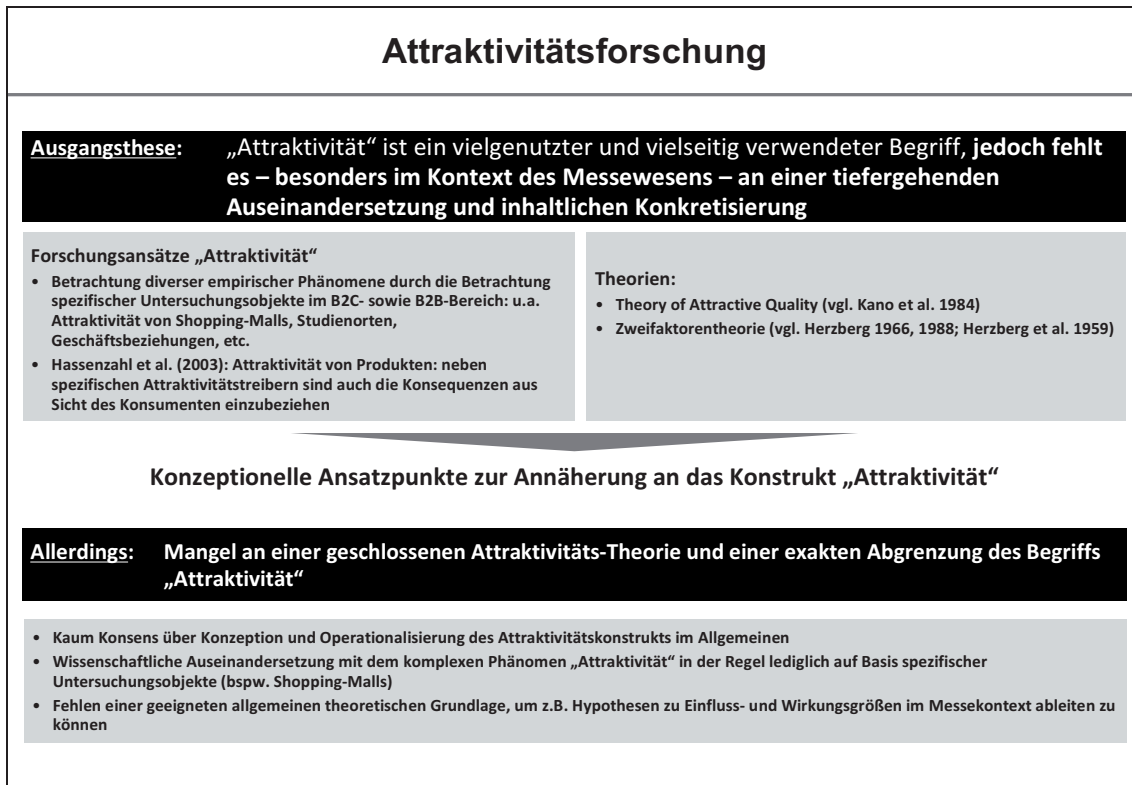 Attraktivitätsforschung
Ausgangsthese: „Attraktivität“ ist ein vielgenutzter und vielseitig verwendeter Begriff, jedoch fehlt
es – besonders im Kontext des Messewesens – an einer tiefergehenden
Auseinandersetzung und inhaltlichen Konkretisierung
Forschungsansätze „Attraktivität“
• Betrachtung diverser empirischer Phänomene durch die Betrachtung
spezifischer Untersuchungsobjekte im B2C- sowie B2B-Bereich: u.a.
Attraktivität von Shopping-Malls, Studienorten,
Geschäftsbeziehungen, etc.
• Hassenzahl et al. (2003): Attraktivität von Produkten: neben
spezifischen Attraktivitätstreibern sind auch die Konsequenzen aus
Sicht des Konsumenten einzubeziehen
Theorien:
• Theory of Attractive Quality (vgl. Kano et al. 1984)
• Zweifaktorentheorie (vgl. Herzberg 1966, 1988; Herzberg et al. 1959)
Konzeptionelle Ansatzpunkte zur Annäherung an das Konstrukt „Attraktivität“
Allerdings: Mangel an einer geschlossenen Attraktivitäts-Theorie und einer exakten Abgrenzung des Begriffs
„Attraktivität“
• Kaum Konsens über Konzeption und Operationalisierung des Attraktivitätskonstrukts im Allgemeinen
• Wissenschaftliche Auseinandersetzung mit dem komplexen Phänomen „Attraktivität“ in der Regel lediglich auf Basis spezifischer
Untersuchungsobjekte (bspw. Shopping-Malls)
• Fehlen einer geeigneten allgemeinen theoretischen Grundlage, um z.B. Hypothesen zu Einfluss- und Wirkungsgrößen im Messekontext ableiten zu
können